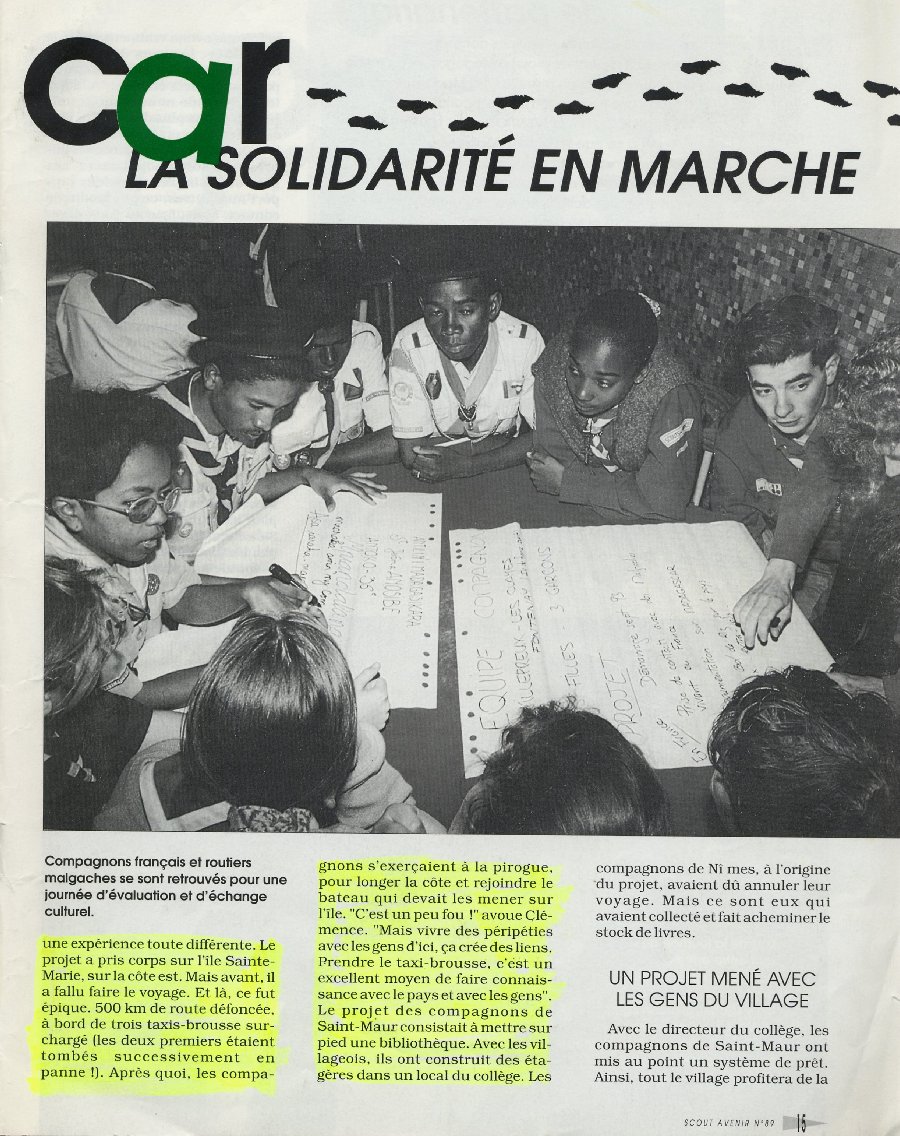 car
LA SOLIDARITÉ EN MARCHE
EQUIPE COMPAGNON
FILLES - 3 GARCONS
PROJET
Compagnons français et routiers
malgaches se sont retrouvés pour une
journée d'évaluation et d'échange
culturel.
une expérience toute différente. Le
projet a pris corps sur l'île Sainte-
Marie, sur la côte est. Mais avant, il
a fallu faire le voyage. Et là, ce fut
épique. 500 km de route défoncée,
à bord de trois taxis-brousse sur-
chargé (les deux premiers étaient
tombés successivement en
panne !). Après quoi, les compa-
gnons s'exerçaient à la pirogue,
pour longer la côte et rejoindre le
bateau qui devait les mener sur
l'île. "C'est un peu fou !" avoue Clé-
mence. "Mais vivre des péripéties
avec les gens d'ici, ça crée des liens.
Prendre le taxi-brousse, c'est un
excellent moyen de faire connais-
sance avec le pays et avec les gens".
Le projet des compagnons de
Saint-Maur consistait à mettre sur
pied une bibliothèque. Avec les vil-
lageois, ils ont construit des éta-
gères dans un local du collège. Les
compagnons de Nî mes, à l'origine
du projet, avaient dû annuler leur
voyage. Mais ce sont eux qui
avaient collecté et fait acheminer le
stock de livres.
UN PROJET MENÉ AVEC
LES GENS DU VILLAGE
Avec le directeur du collège, les
compagnons de Saint-Maur ont
mis au point un système de prêt.
Ainsi, tout le village profitera de la
SCOUT AVENIR N°89 15